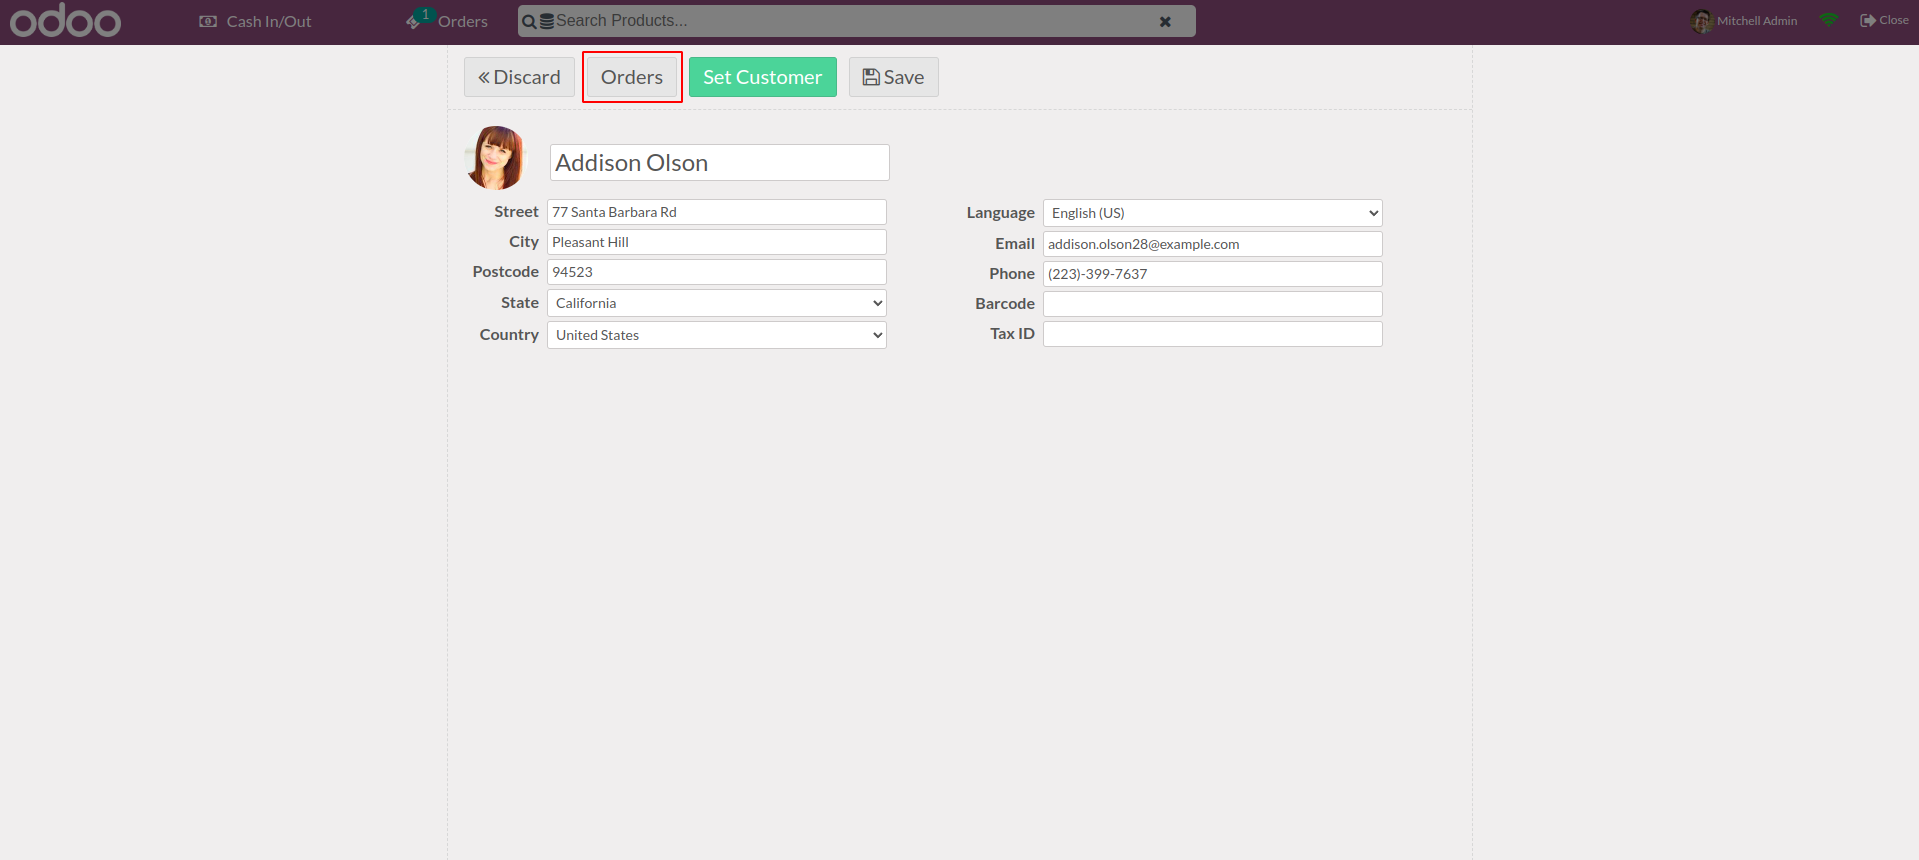 odoo Cash In/Out 1 Orders Search Products... Mitchell Admin Close
Discard Orders Set Customer Save
Addison Olson
Street 77 Santa Barbara Rd
City Pleasant Hill
Postcode 94523
State California
Country United States
Language English (US)
Email addison.olson28@example.com
Phone (223)-399-7637
Barcode
Tax ID